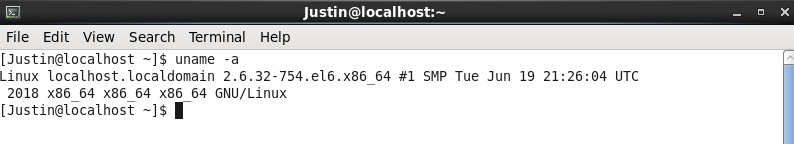 Justin@localhost:~
File Edit View Search Terminal Help
[Justin@localhost ~]$ uname -a
Linux localhost.localdomain 2.6.32-754.el6.x86_64 #1 SMP Tue Jun 19 21:26:04 UTC
 2018 x86_64 x86_64 x86_64 GNU/Linux
[Justin@localhost ~]$